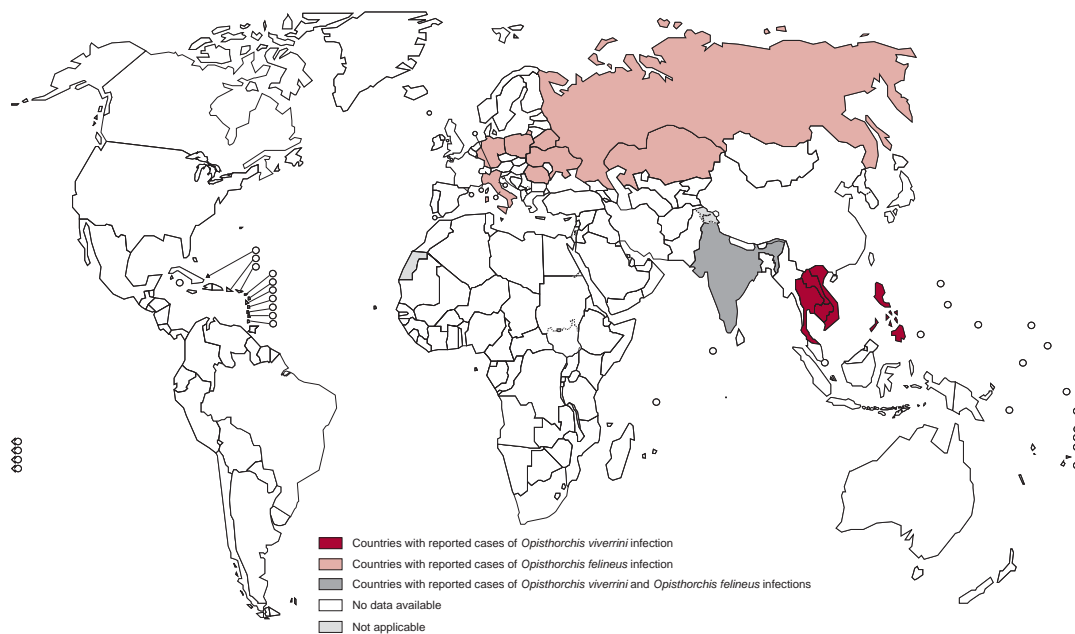 Countries with reported cases of Opisthorchis viverrini infection
Countries with reported cases of Opisthorchis felineus infection
Countries with reported cases of Opisthorchis viverrini and Opisthorchis felineus infections
No data available
Not applicable